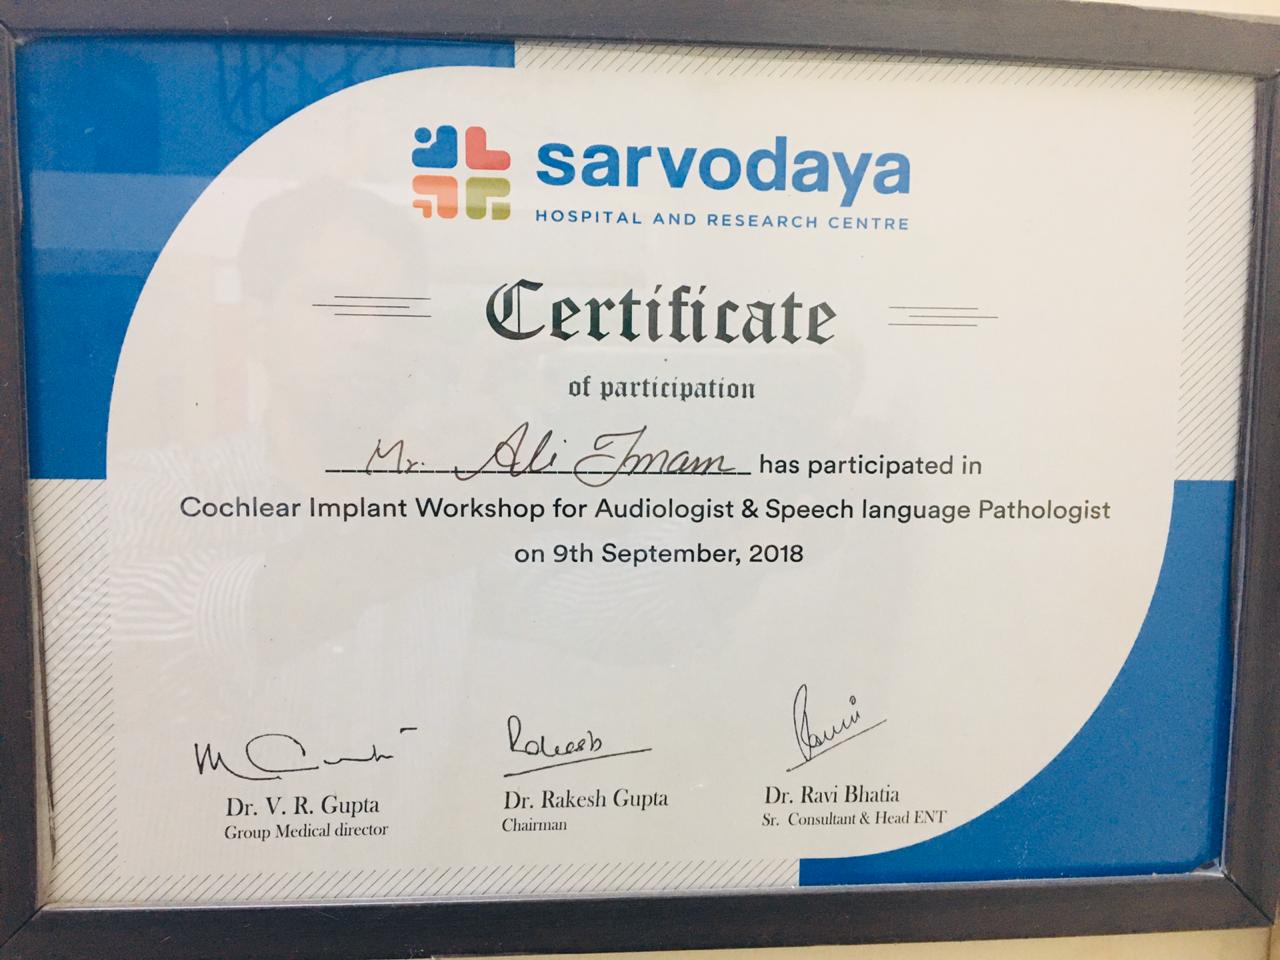 sarvodaya
HOSPITAL AND RESEARCH CENTRE
Certificate
of participation
Mr. Ali Imam has participated in
Cochlear Implant Workshop for Audiologist & Speech language Pathologist
on 9th September, 2018
Rakesh
Dr. V. R. Gupta
Group Medical director
Dr. Rakesh Gupta
Chairman
Dr. Ravi Bhatia
Sr. Consultant & Head ENT